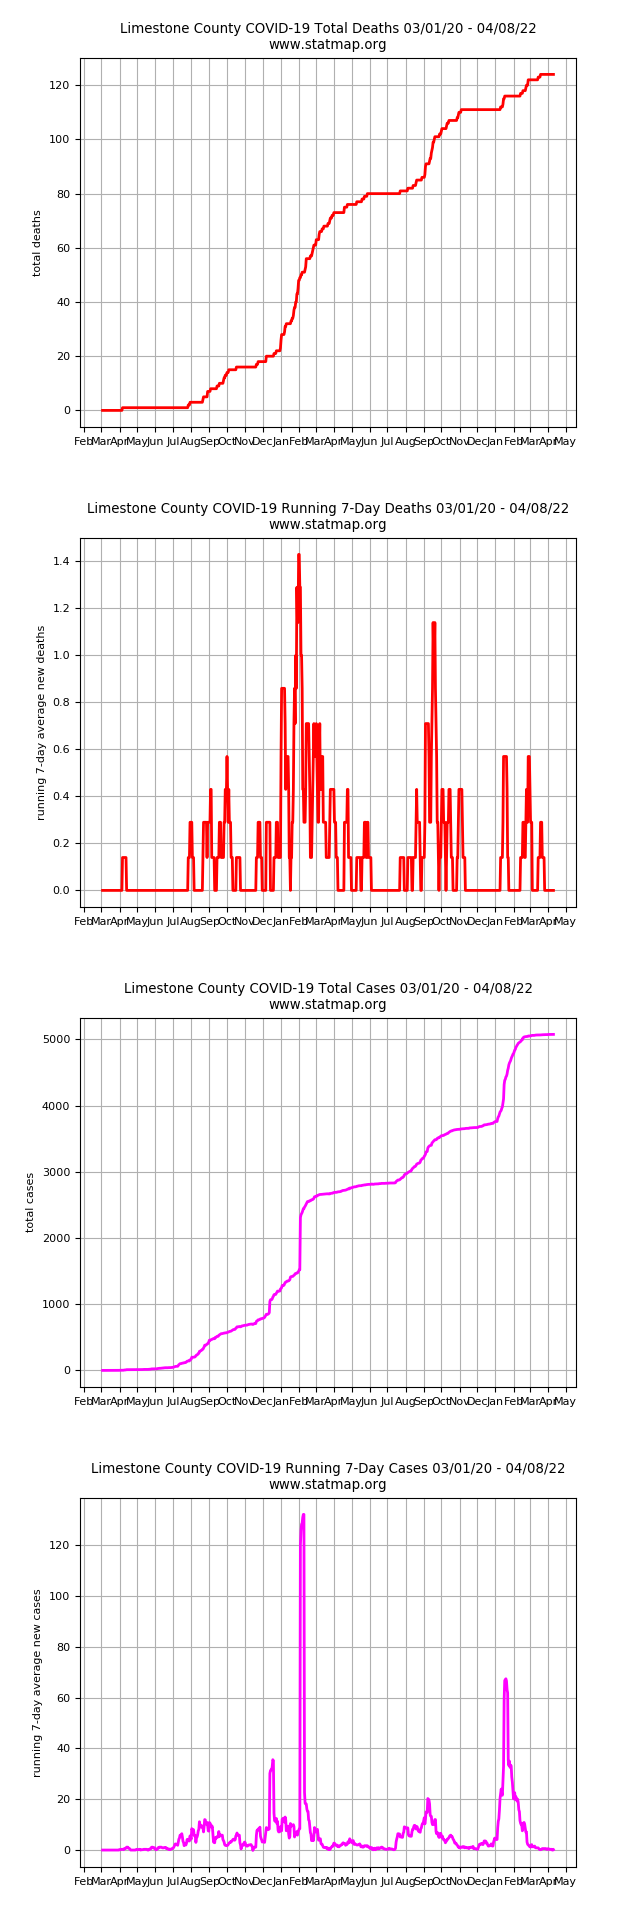 Limestone County COVID-19 Total Deaths 03/01/20 - 04/08/22
www.statmap.org
120
100
80
60
40
20
0
total deaths
Feb Mar Apr May Jun Jul Aug Sep Oct Nov Dec Jan Feb Mar Apr May Jun Jul Aug Sep Oct Nov Dec Jan Feb Mar Apr May
Limestone County COVID-19 Running 7-Day Deaths 03/01/20 - 04/08/22
www.statmap.org
1.4
1.2
1.0
0.8
0.6
0.4
0.2
0.0
running 7-day average new deaths
Feb Mar Apr May Jun Jul Aug Sep Oct Nov Dec Jan Feb Mar Apr May Jun Jul Aug Sep Oct Nov Dec Jan Feb Mar Apr May
Limestone County COVID-19 Total Cases 03/01/20 - 04/08/22
www.statmap.org
5000
4000
3000
2000
1000
0
total cases
Feb Mar Apr May Jun Jul Aug Sep Oct Nov Dec Jan Feb Mar Apr May Jun Jul Aug Sep Oct Nov Dec Jan Feb Mar Apr May
Limestone County COVID-19 Running 7-Day Cases 03/01/20 - 04/08/22
www.statmap.org
120
100
80
60
40
20
0
running 7-day average new cases
Feb Mar Apr May Jun Jul Aug Sep Oct Nov Dec Jan Feb Mar Apr May Jun Jul Aug Sep Oct Nov Dec Jan Feb Mar Apr May